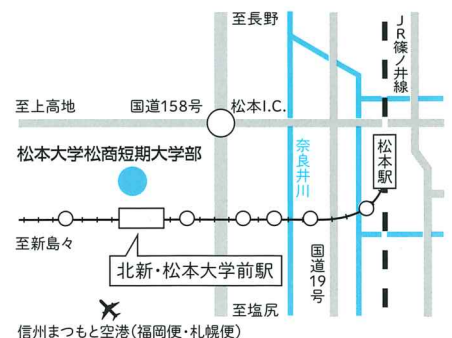 至長野
JR篠ノ井線
至上高地
国道158号
松本I.C.
松本大学松商短期大学部
奈良井川
松本駅
至新島々
北新・松本大学前駅
国道19号
至塩尻
信州まつもと空港(福岡便・札幌便)